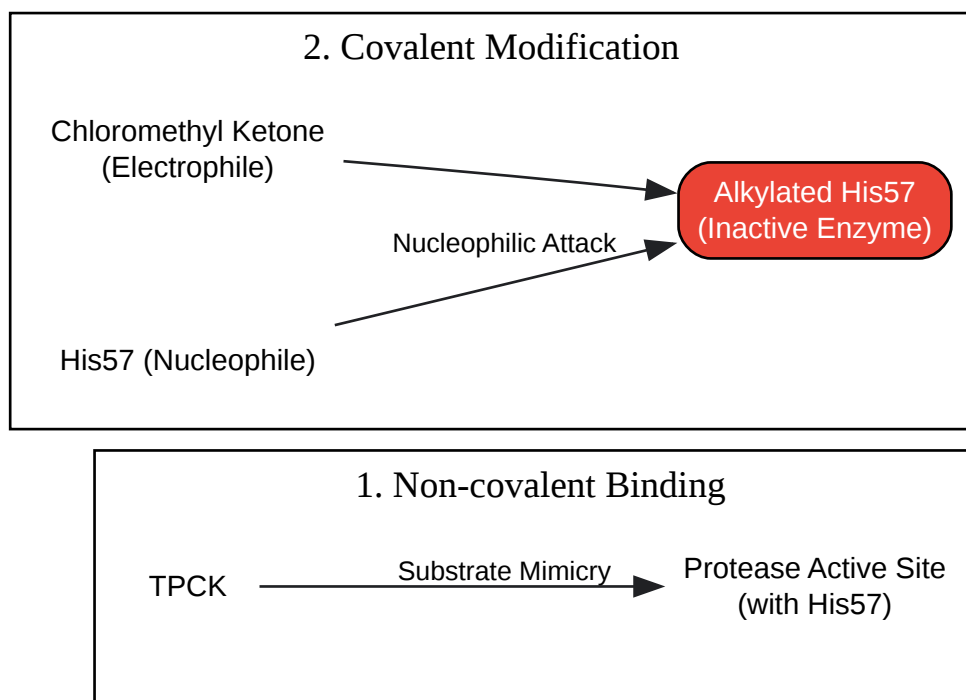 2. Covalent Modification
Chloromethyl Ketone
(Electrophile)
Alkylated His57
(Inactive Enzyme)
Nucleophilic Attack
His57 (Nucleophile)
1. Non-covalent Binding
TPCK
Substrate Mimicry
Protease Active Site
(with His57)